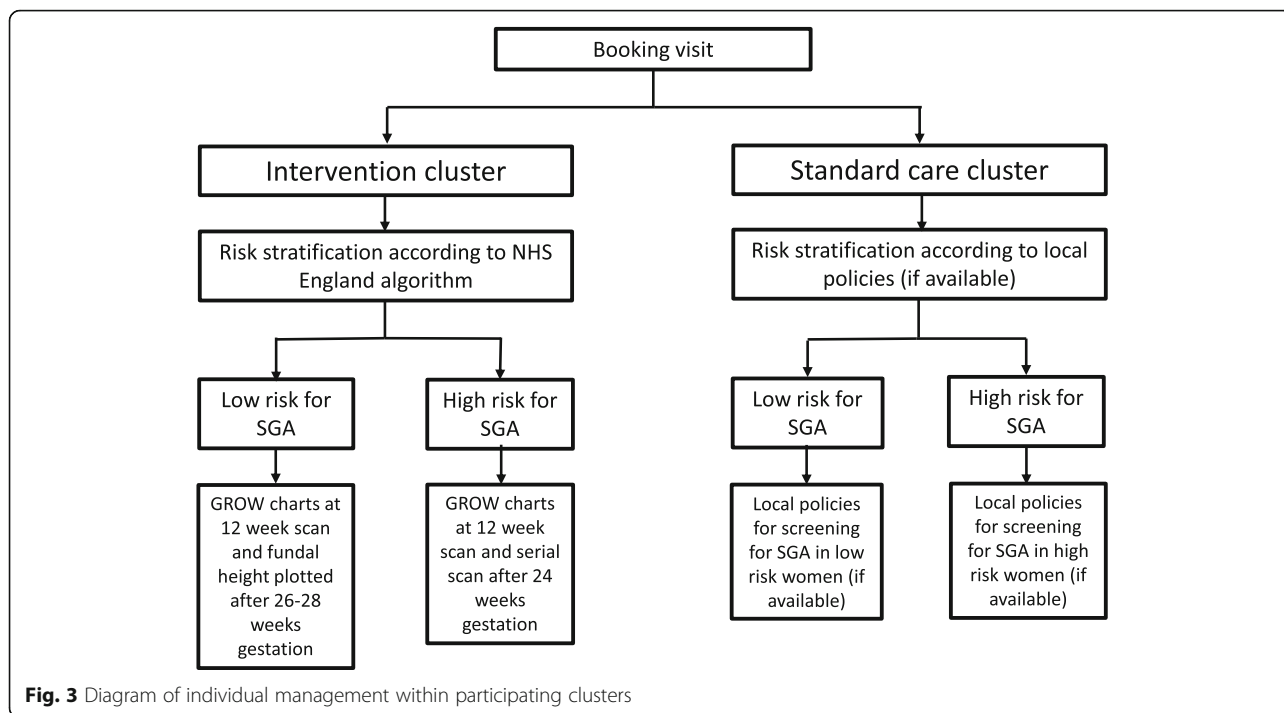 Booking visit
Intervention cluster
Standard care cluster
Risk stratification according to NHS
England algorithm
Risk stratification according to local
policies (if available)
Low risk for
SGA
High risk for
SGA
Low risk for
SGA
High risk for
SGA
GROW charts at
12 week scan
and fundal
height plotted
after 26-28
weeks
gestation
GROW charts
at 12 week
scan and serial
scan after 24
weeks
gestation
Local policies
for screening
for SGA in low
risk women (if
available)
Local policies
for screening
for SGA in high
risk women (if
available)
Fig. 3 Diagram of individual management within participating clusters